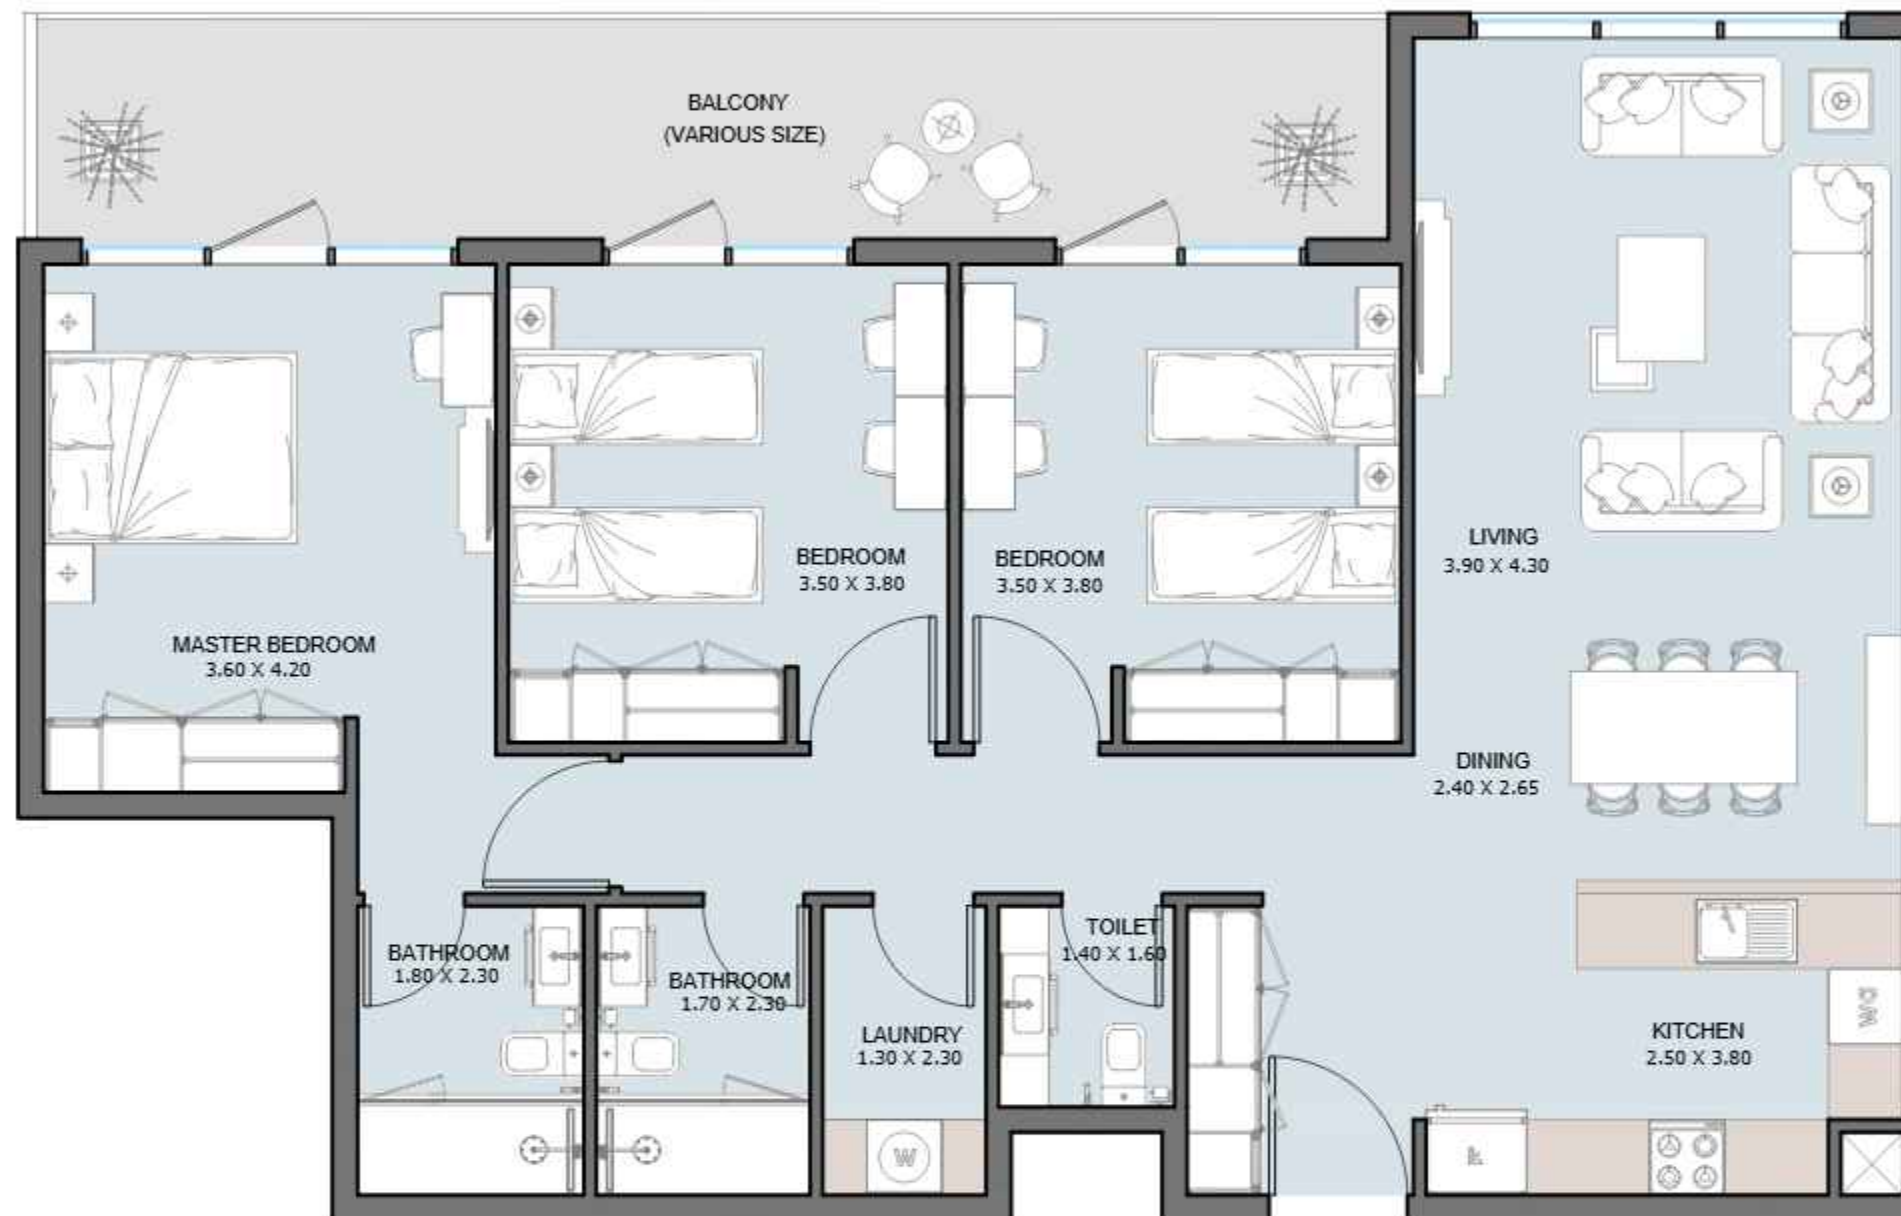 BALCONY
(VARIOUS SIZE)
BEDROOM
3.50 X 3.80
BEDROOM
3.50 X 3.80
LIVING
3.90 X 4.30
MASTER BEDROOM
3.60 X 4.20
DINING
2.40 X 2.65
BATHROOM
1.80 X 2.30
BATHROOM
1.70 X 2.30
TOILET
1.40 X 1.60
LAUNDRY
1.30 X 2.30
KITCHEN
2.50 X 3.80
W